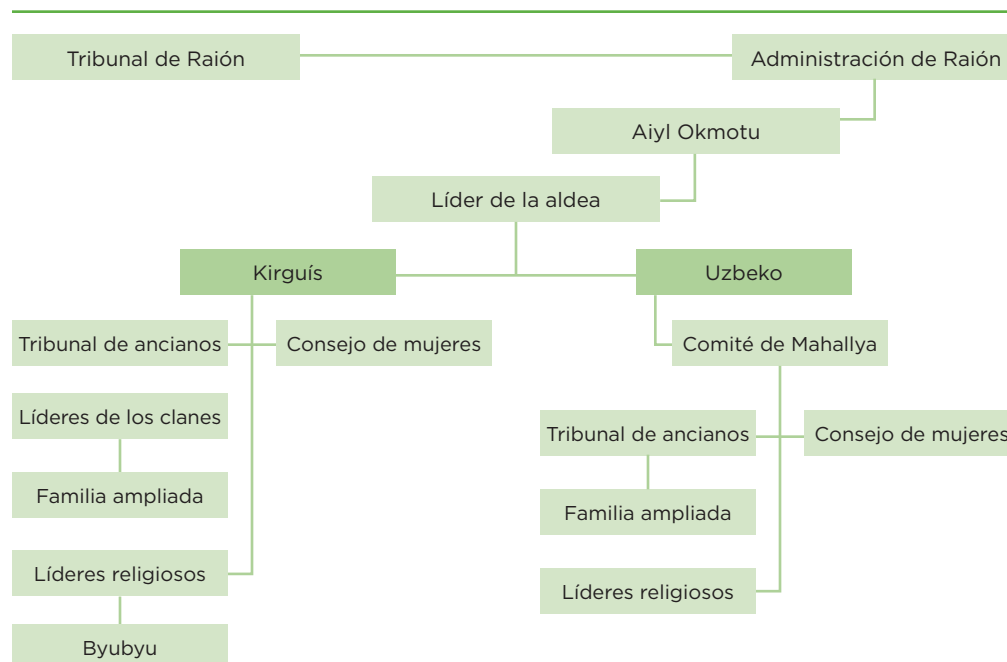 Tribunal de Raión
Administración de Raión
Aiyl Okmotu
Líder de la aldea
Kirguís
Uzbeko
Tribunal de ancianos
Consejo de mujeres
Comité de Mahallya
Líderes de los clanes
Tribunal de ancianos
Consejo de mujeres
Familia ampliada
Familia ampliada
Líderes religiosos
Líderes religiosos
Byubyu